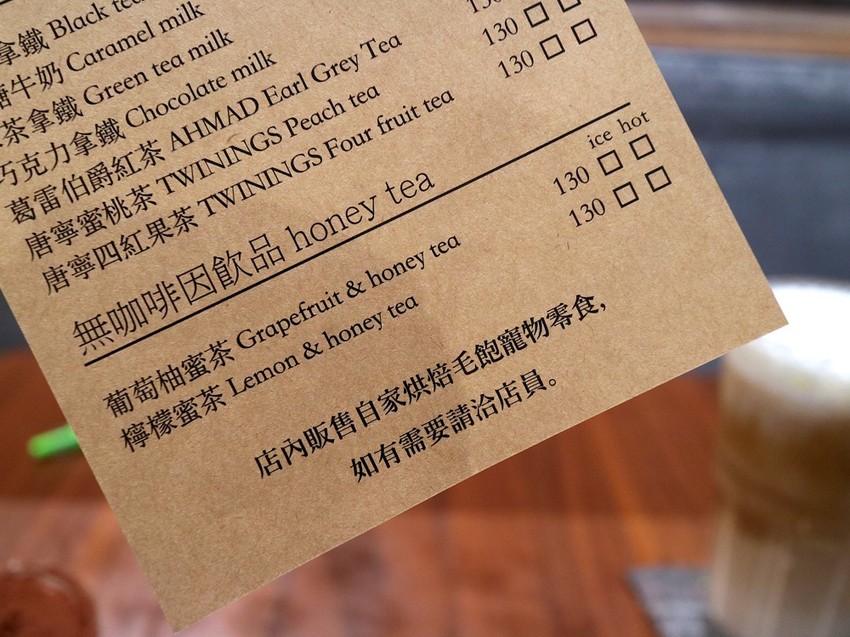 拿鐵 Black tea
牛奶 Caramel milk
茶拿鐵 Green tea milk
巧克力拿鐵 Chocolate milk
葛雷伯爵紅茶 AHMAD Earl Grey Tea 130
唐寧蜜桃茶 TWININGS Peach tea 130
唐寧四紅果茶 TWININGS Four fruit tea 130
無咖啡因飲品 honey tea ice hot
葡萄柚蜜茶 Grapefruit & honey tea 130
檸檬蜜茶 Lemon & honey tea 130
店內販售自家烘焙毛飽寵物零食，
如有需要請洽店員。